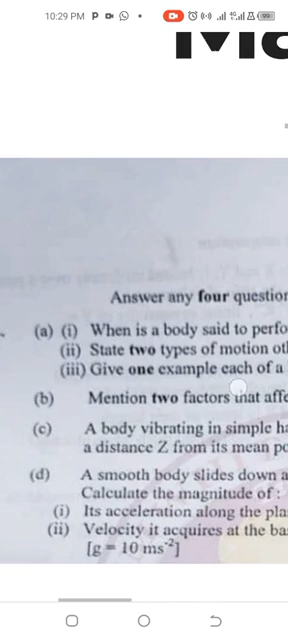 10:29 PM P
Answer any four question
(a) (i) When is a body said to perfo
(ii) State two types of motion otl
(iii) Give one example each of a
(b) Mention two factors that affe
(c) A body vibrating in simple ha
a distance Z from its mean po
(d) A smooth body slides down a
Calculate the magnitude of :
(i) Its acceleration along the pla
(ii) Velocity it acquires at the ba
[g = 10 ms⁻²]